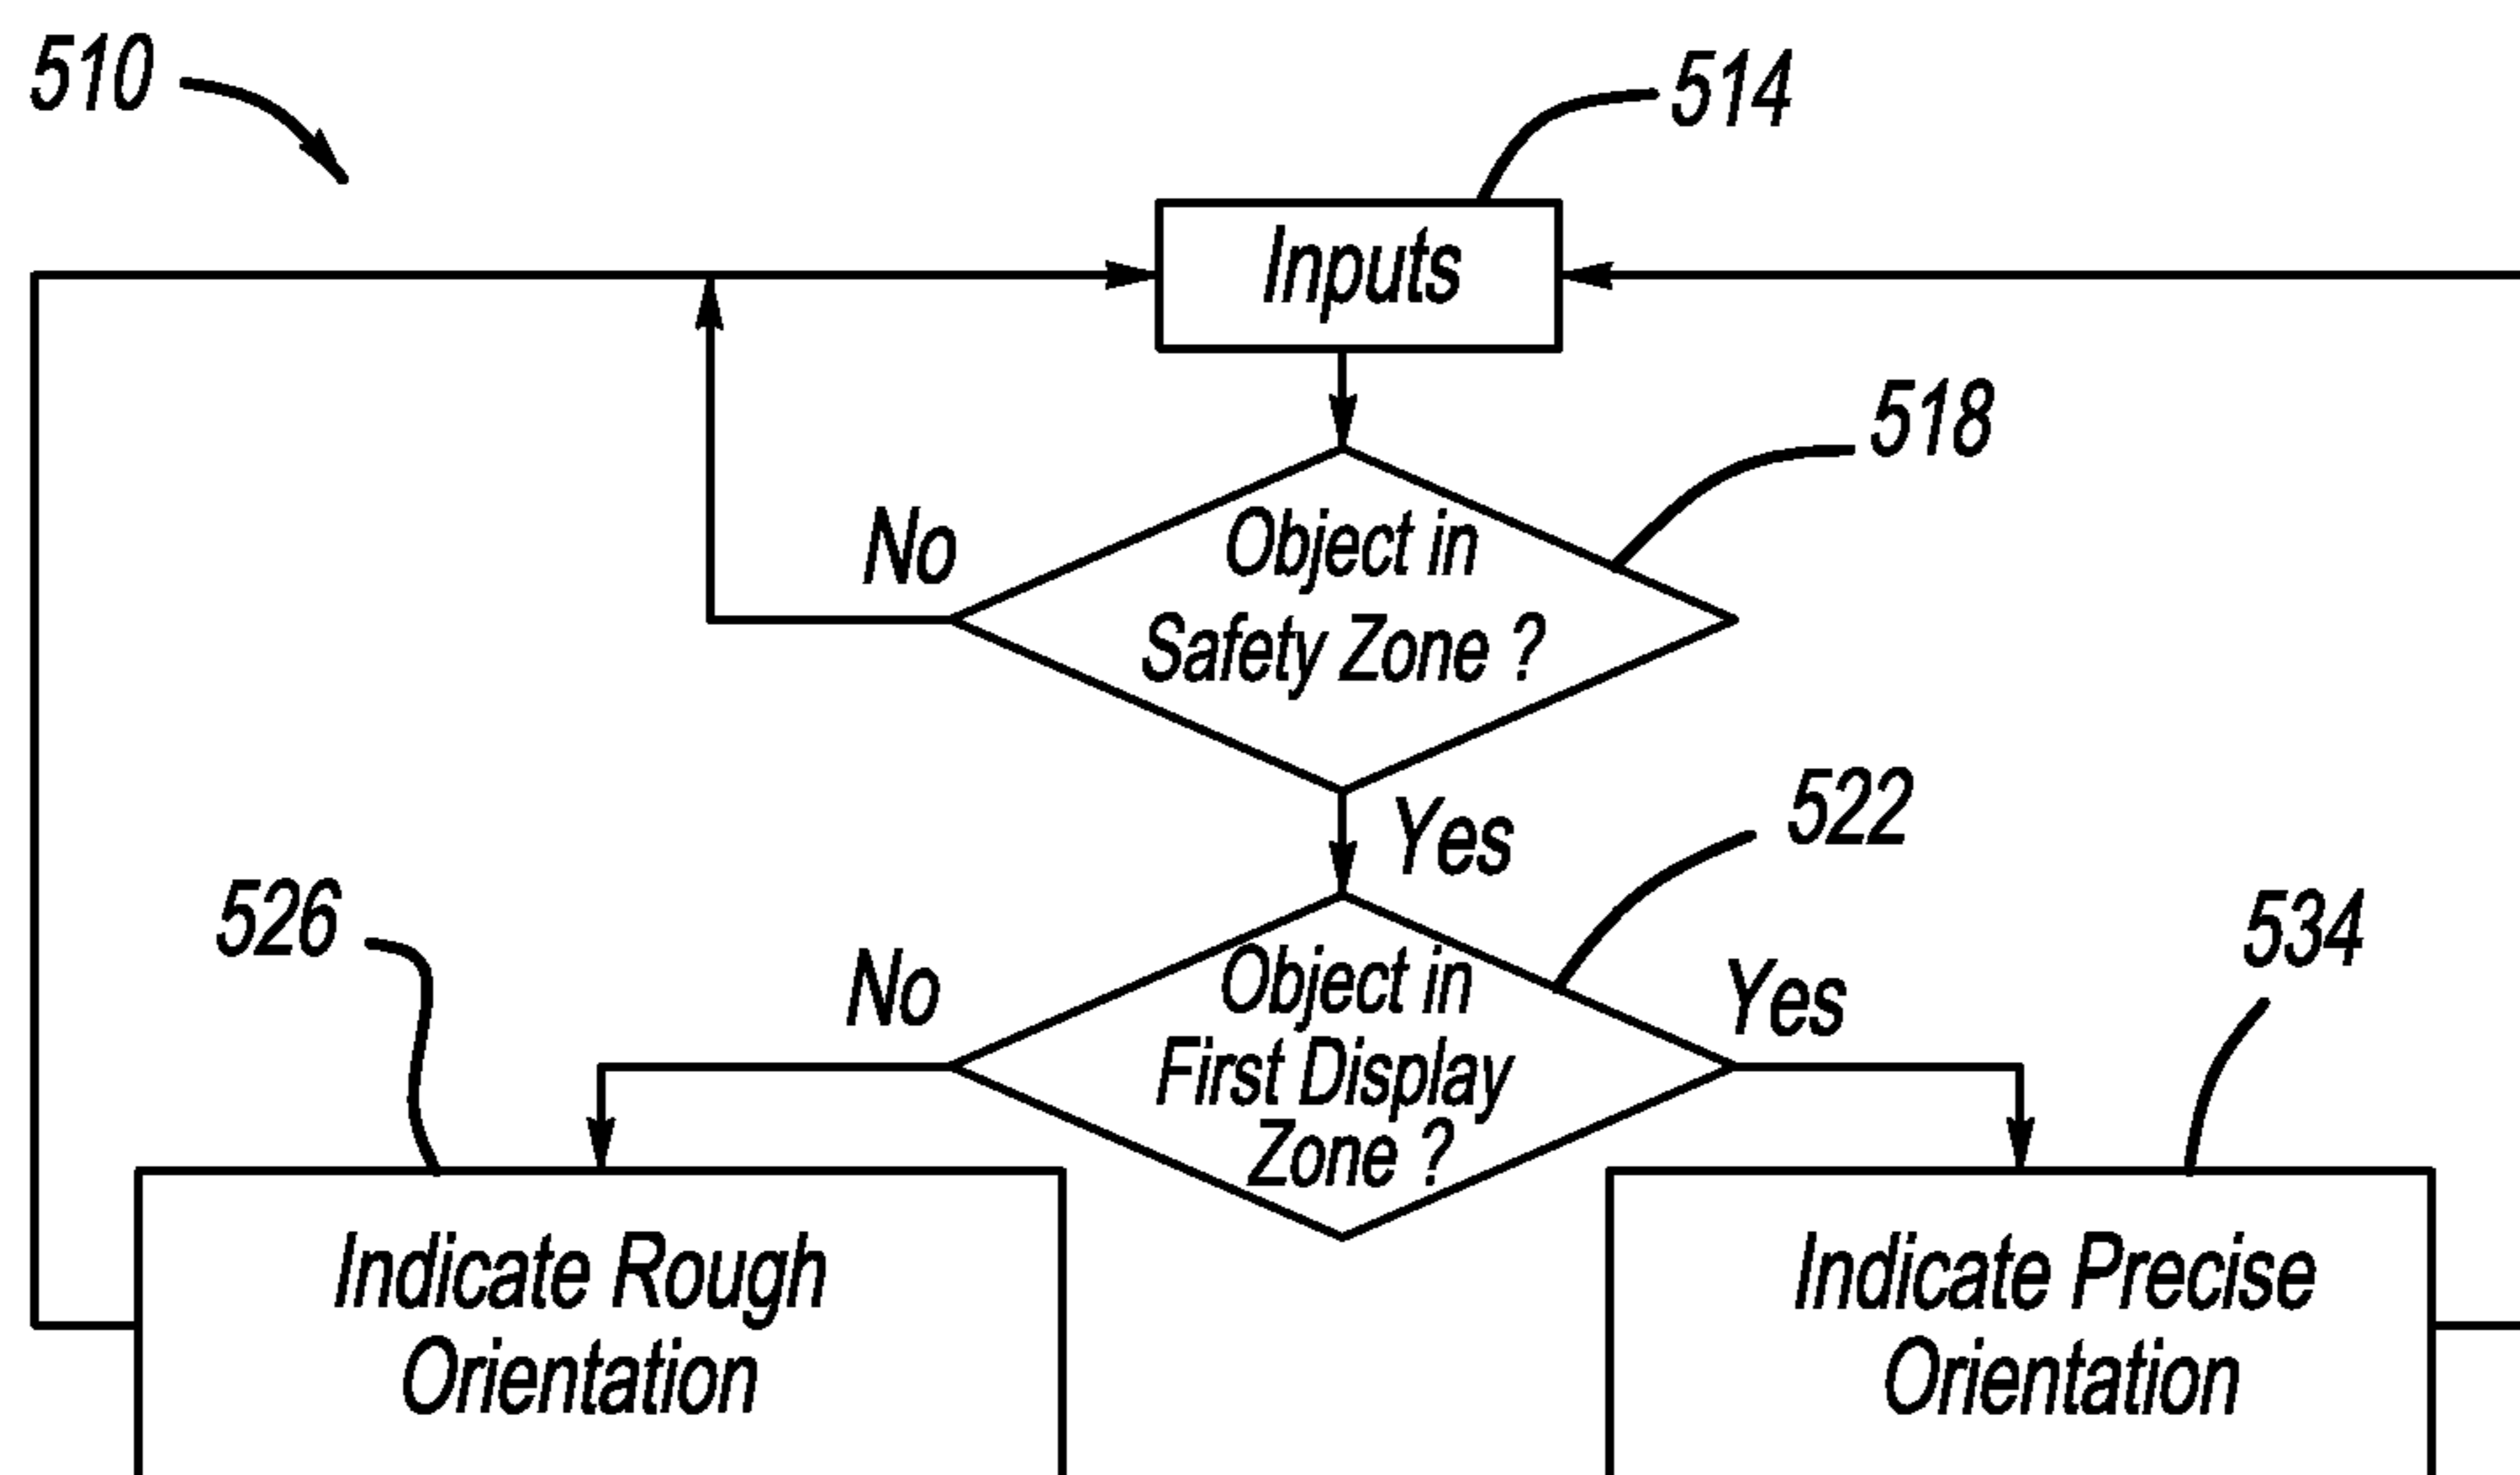 510
514
Inputs
518
No
Object in
Safety Zone ?
Yes
522
526
534
No
Object in
First Display
Zone ?
Yes
Indicate Rough
Orientation
Indicate Precise
Orientation